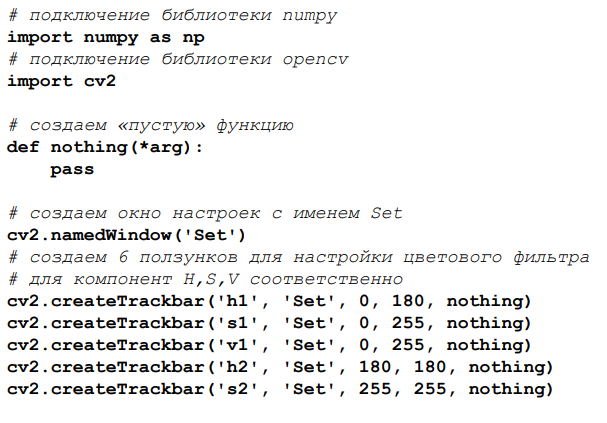 # подключение библиотеки numpy
import numpy as np
# подключение библиотеки opencv
import cv2
# создаем «пустую» функцию
def nothing(*arg):
    pass
# создаем окно настроек с именем Set
cv2.namedWindow('Set')
# создаем 6 ползунков для настройки цветового фильтра
# для компонент H,S,V соответственно
cv2.createTrackbar('h1', 'Set', 0, 180, nothing)
cv2.createTrackbar('s1', 'Set', 0, 255, nothing)
cv2.createTrackbar('v1', 'Set', 0, 255, nothing)
cv2.createTrackbar('h2', 'Set', 180, 180, nothing)
cv2.createTrackbar('s2', 'Set', 255, 255, nothing)